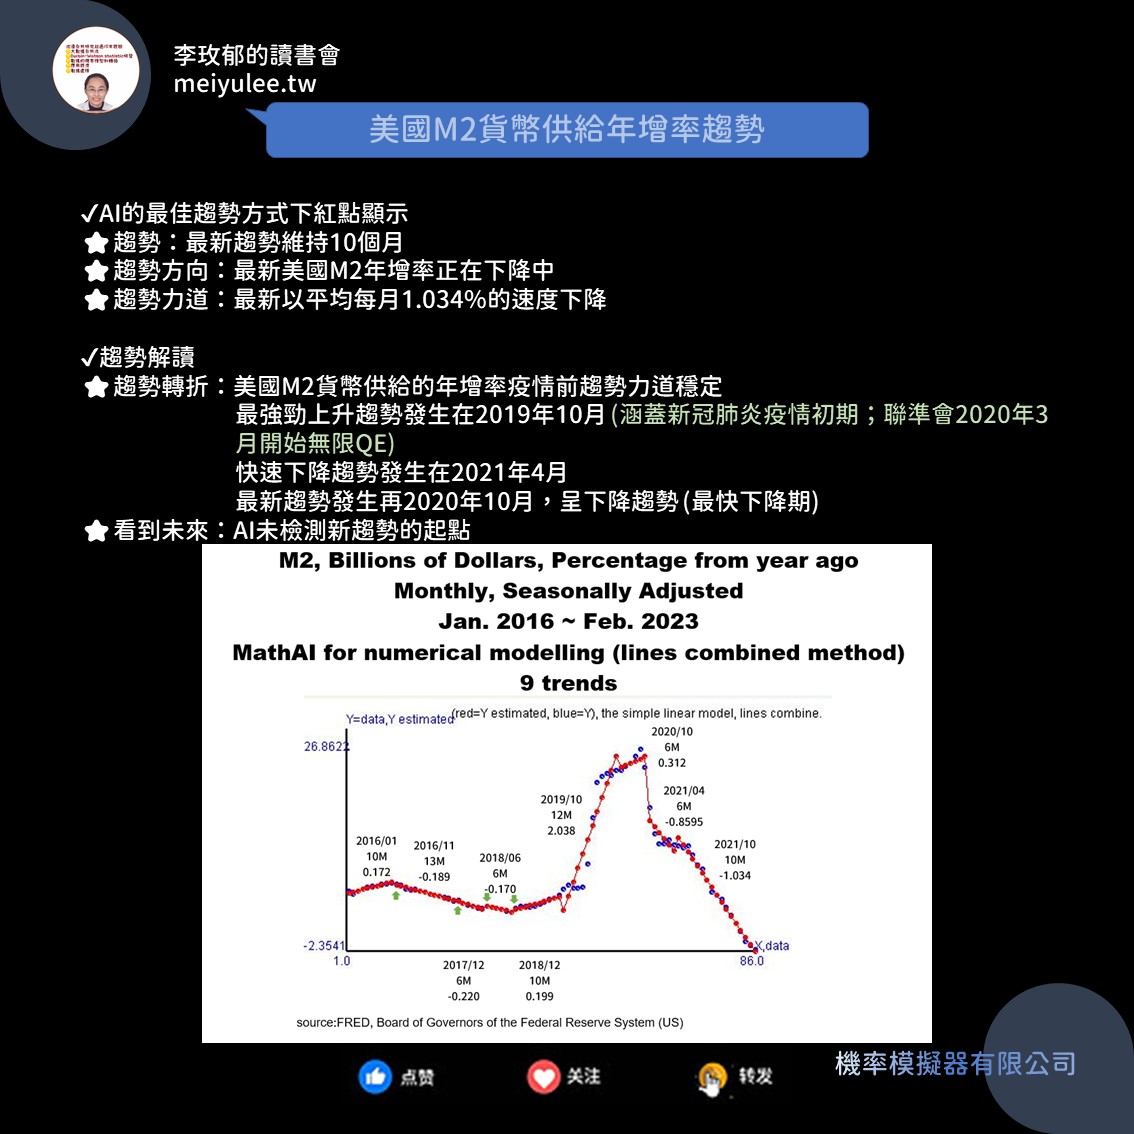 李玫郁的讀書會
meiyulee.tw
美國M2貨幣供給年增率趨勢
✓AI的最佳趨勢方式下紅點顯示
★趨勢：最新趨勢維持10個月
★趨勢方向：最新美國M2年增率正在下降中
★趨勢力道：最新以平均每月1.034%的速度下降
✓趨勢解讀
★趨勢轉折：美國M2貨幣供給的年增率疫情前趨勢力道穩定
最強勁上升趨勢發生在2019年10月(涵蓋新冠肺炎疫情初期；聯準會2020年3
月開始無限QE)
快速下降趨勢發生在2021年4月
最新趨勢發生再2020年10月，呈下降趨勢(最快下降期)
★看到未來：AI未檢測新趨勢的起點
M2, Billions of Dollars, Percentage from year ago
Monthly, Seasonally Adjusted
Jan. 2016 ~ Feb. 2023
MathAI for numerical modelling (lines combined method)
9 trends
Y=data,Y estimated(red=Y estimated, blue=Y), the simple linear model, lines combine.
26.8622
2020/10
6M
0.312
2021/04
6M
-0.8595
2019/10
12M
2.038
2016/01
10M
0.172
2016/11
13M
-0.189
2018/06
6M
-0.170
2021/10
10M
-1.034
-2.3541
X,data
1.0
86.0
2017/12
6M
-0.220
2018/12
10M
0.199
source:FRED, Board of Governors of the Federal Reserve System (US)
機率模擬器有限公司
点赞
关注
转发